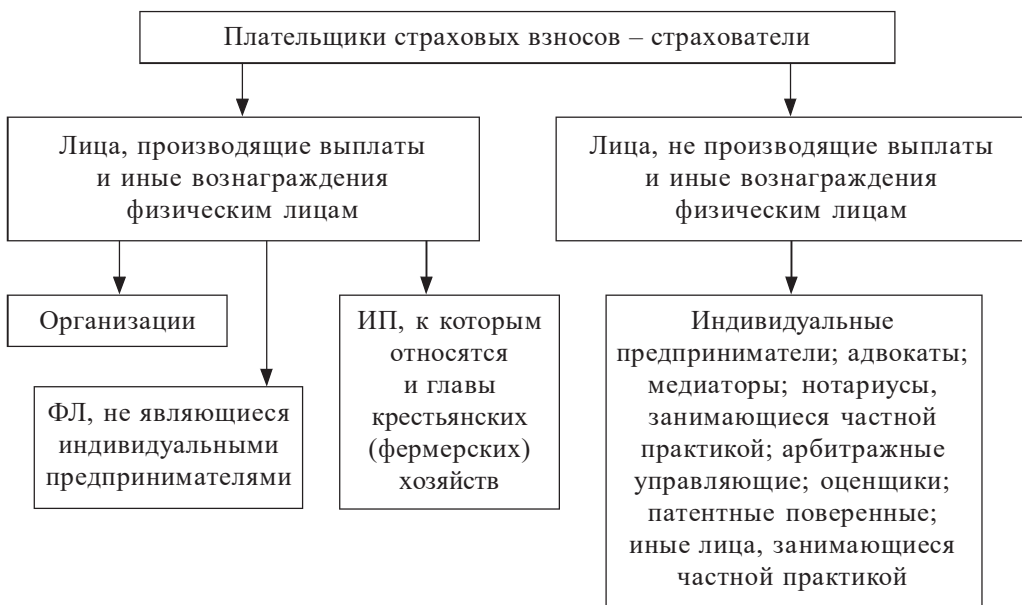 Плательщики страховых взносов – страхователи
Лица, производящие выплаты
и иные вознаграждения
физическим лицам
Лица, не производящие выплаты
и иные вознаграждения
физическим лицам
Организации
ФЛ, не являющиеся
индивидуальными
предпринимателями
ИП, к которым
относятся
и главы
крестьянских
(фермерских)
хозяйств
Индивидуальные
предприниматели; адвокаты;
медиаторы; нотариусы,
занимающиеся частной
практикой; арбитражные
управляющие; оценщики;
патентные поверенные;
иные лица, занимающиеся
частной практикой